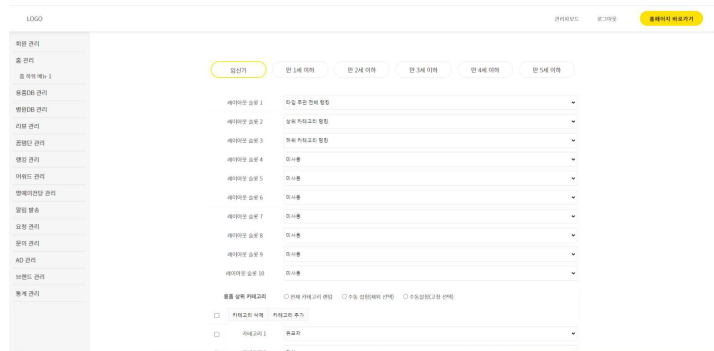 LOGO
관리자모드 로그아웃 홈페이지 바로가기
회원 관리
홈 관리
홈 하위 메뉴 1
용품DB 관리
병원DB 관리
리뷰 관리
꿈템단 관리
랭킹 관리
어워드 관리
명예의전당 관리
알림 발송
요청 관리
문의 관리
AD 관리
브랜드 관리
통계 관리
임신기 만 1세 이하 만 2세 이하 만 3세 이하 만 4세 이하 만 5세 이하
레이아웃 슬롯 1 타입 무관 전체 랭킹
레이아웃 슬롯 2 상위 카테고리 랭킹
레이아웃 슬롯 3 하위 카테고리 랭킹
레이아웃 슬롯 4 미사용
레이아웃 슬롯 5 미사용
레이아웃 슬롯 6 미사용
레이아웃 슬롯 7 미사용
레이아웃 슬롯 8 미사용
레이아웃 슬롯 9 미사용
레이아웃 슬롯 10 미사용
용품 상위 카테고리 전체 카테고리 랜덤 수동 설정(제외 선택) 수동설정(고정 선택)
카테고리 삭제 카테고리 추가
카테고리 1 유모차